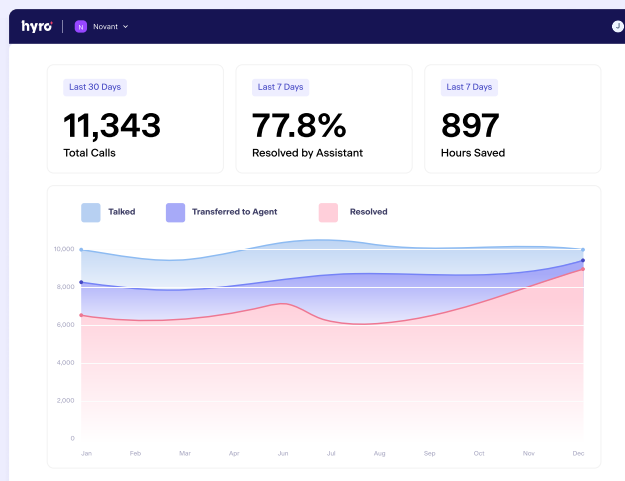 hyro
N Novant
J
Last 30 Days
11,343
Total Calls
Last 7 Days
77.8%
Resolved by Assistant
Last 7 Days
897
Hours Saved
Talked Transferred to Agent Resolved
10,000
8,000
6,000
4,000
2,000
0
Jan Feb Mar Apr Jun Jul Aug Sep Oct Nov Dec